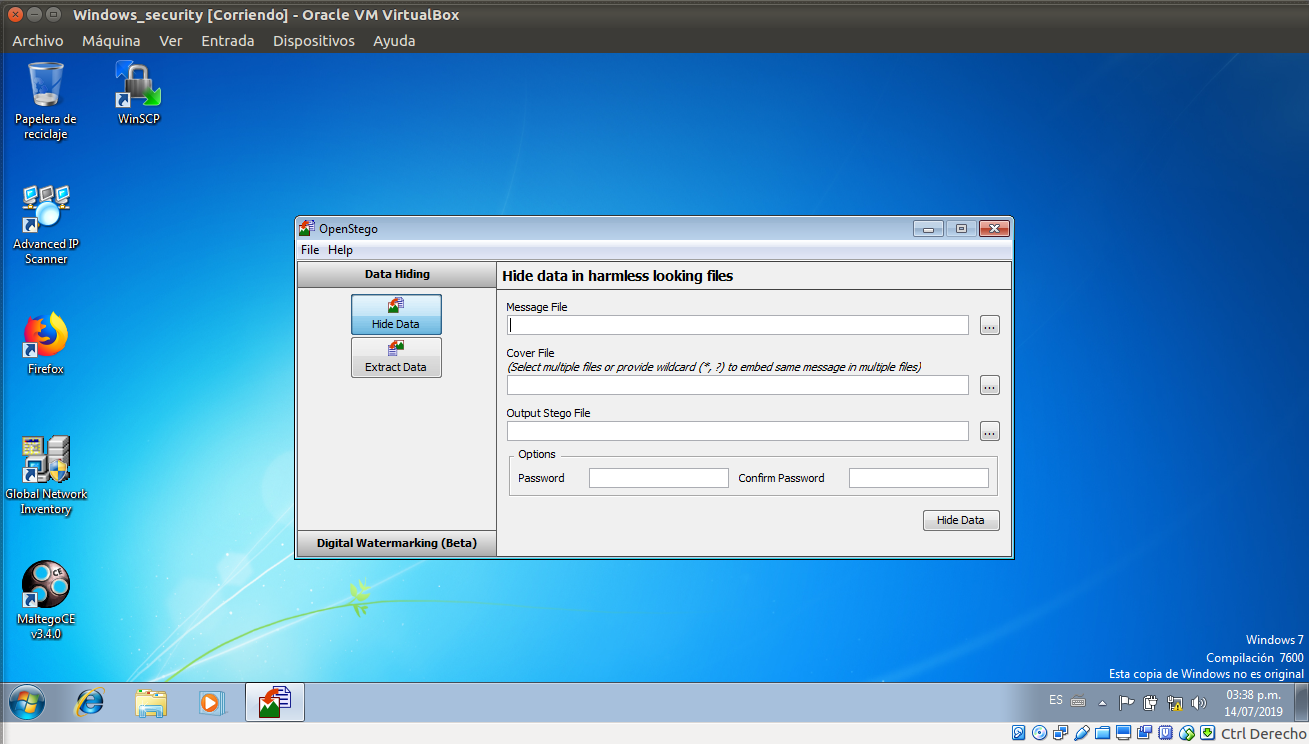 Windows_security [Corriendo] - Oracle VM VirtualBox
Archivo Máquina Ver Entrada Dispositivos Ayuda
Papelera de
reciclaje
WinSCP
Advanced IP
Scanner
Firefox
Global Network
Inventory
CE
MaltegoCE
v3.4.0
OpenStego
File Help
Data Hiding
Hide Data
Extract Data
Digital Watermarking (Beta)
Hide data in harmless looking files
Message File
...
Cover File
(Select multiple files or provide wildcard (*, ?) to embed same message in multiple files)
...
Output Stego File
...
Options
Password Confirm Password
Hide Data
Windows 7
Compilación 7600
Esta copia de Windows no es original
ES
03:38 p.m.
14/07/2019
Ctrl Derecho